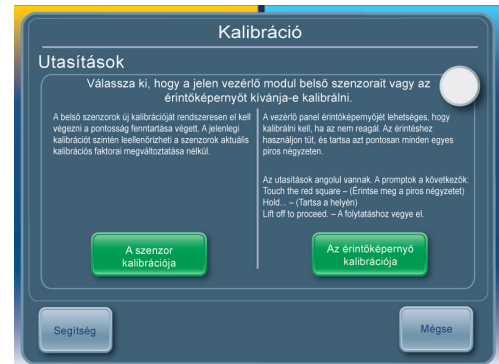 Kalibráció
Utasítások
Válassza ki, hogy a jelen vezérlő modul belső szenzorait vagy az
érintőképernyőt kívánja-e kalibrálni.
A belső szenzorok új kalibrációját rendszeresen el kell
végezni a pontosság fenntartása végett. A jelenlegi
kalibrációt szintén leellenőrizheti a szenzorok aktuális
kalibrációs faktorai megváltoztatása nélkül.
A vezérlő panel érintőképernyőjét lehetséges, hogy
kalibrálni kell, ha az nem reagál. Az érintéshez
használjon tűt, és tartsa azt pontosan minden egyes
piros négyzeten.
Az utasítások angolul vannak. A promptok a következők:
Touch the red square – (Érintse meg a piros négyzetet)
Hold... – (Tartsa a helyén)
Lift off to proceed. – A folytatáshoz vegye el.
A szenzor
kalibrációja
Az érintőképernyő
kalibrációja
Segítség
Mégse